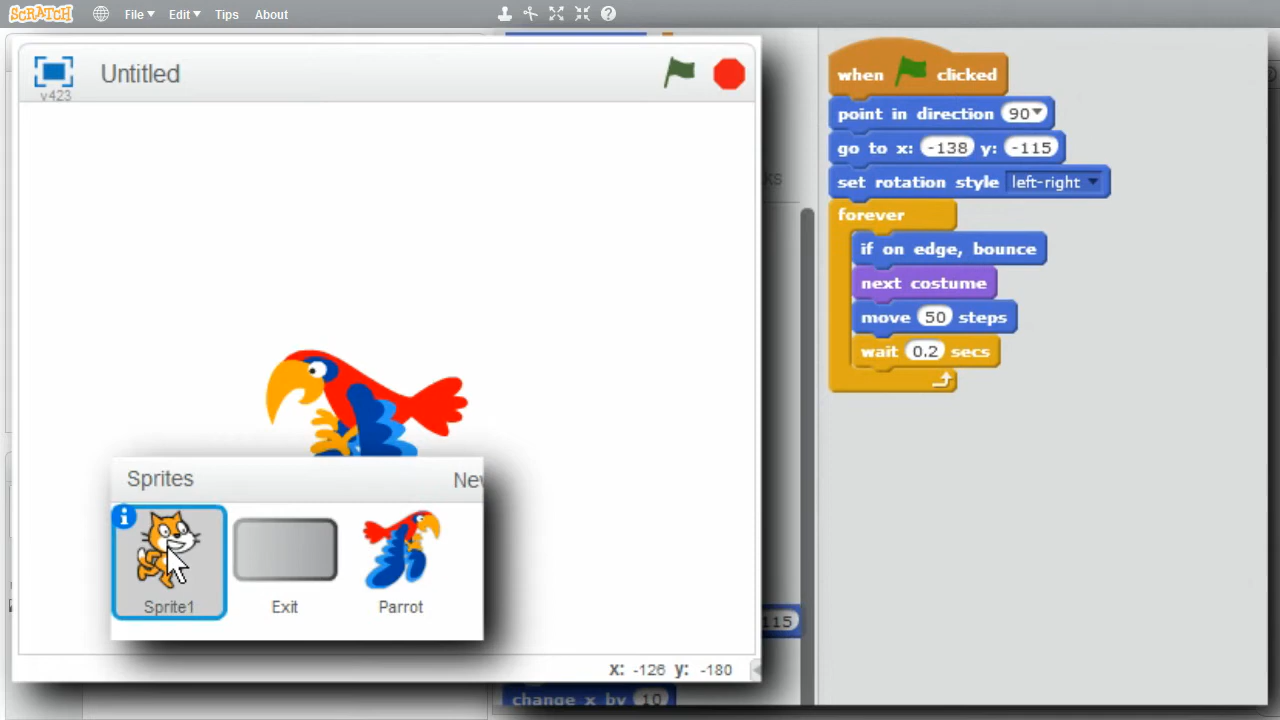 SCRATCH File Edit Tips About
Untitled
v423
Sprites
Sprite1
Exit
Parrot
x: -126 y: -180
when clicked
point in direction 90
go to x: -138 y: -115
set rotation style left-right
forever
if on edge, bounce
next costume
move 50 steps
wait 0.2 secs
115
change x by 10